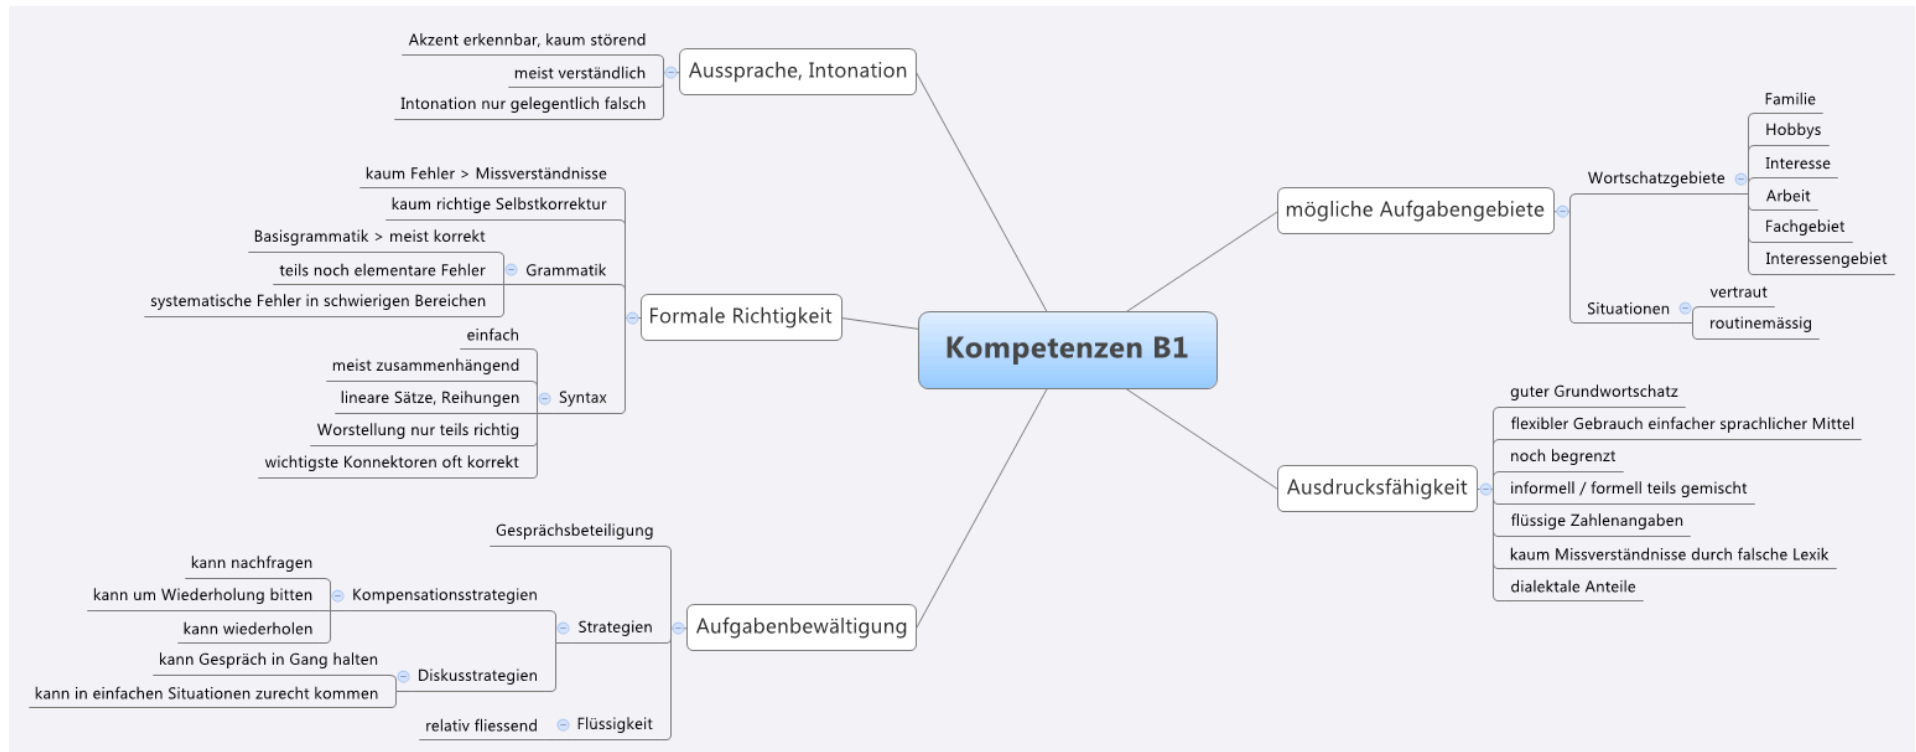 Kompetenzen B1
Aussprache, Intonation
Akzent erkennbar, kaum störend
meist verständlich
Intonation nur gelegentlich falsch
Formale Richtigkeit
kaum Fehler > Missverständnisse
kaum richtige Selbstkorrektur
Grammatik
Basisgrammatik > meist korrekt
teils noch elementare Fehler
systematische Fehler in schwierigen Bereichen
Syntax
einfach
meist zusammenhängend
lineare Sätze, Reihungen
Worstellung nur teils richtig
wichtigste Konnektoren oft korrekt
Aufgabenbewältigung
Gesprächsbeteiligung
Strategien
Kompensationsstrategien
kann nachfragen
kann um Wiederholung bitten
kann wiederholen
Diskusstrategien
kann Gespräch in Gang halten
kann in einfachen Situationen zurecht kommen
Flüssigkeit
relativ fliessend
mögliche Aufgabengebiete
Wortschatzgebiete
Familie
Hobbys
Interesse
Arbeit
Fachgebiet
Interessengebiet
Situationen
vertraut
routinemässig
Ausdrucksfähigkeit
guter Grundwortschatz
flexibler Gebrauch einfacher sprachlicher Mittel
noch begrenzt
informell / formell teils gemischt
flüssige Zahlenangaben
kaum Missverständnisse durch falsche Lexik
dialektale Anteile